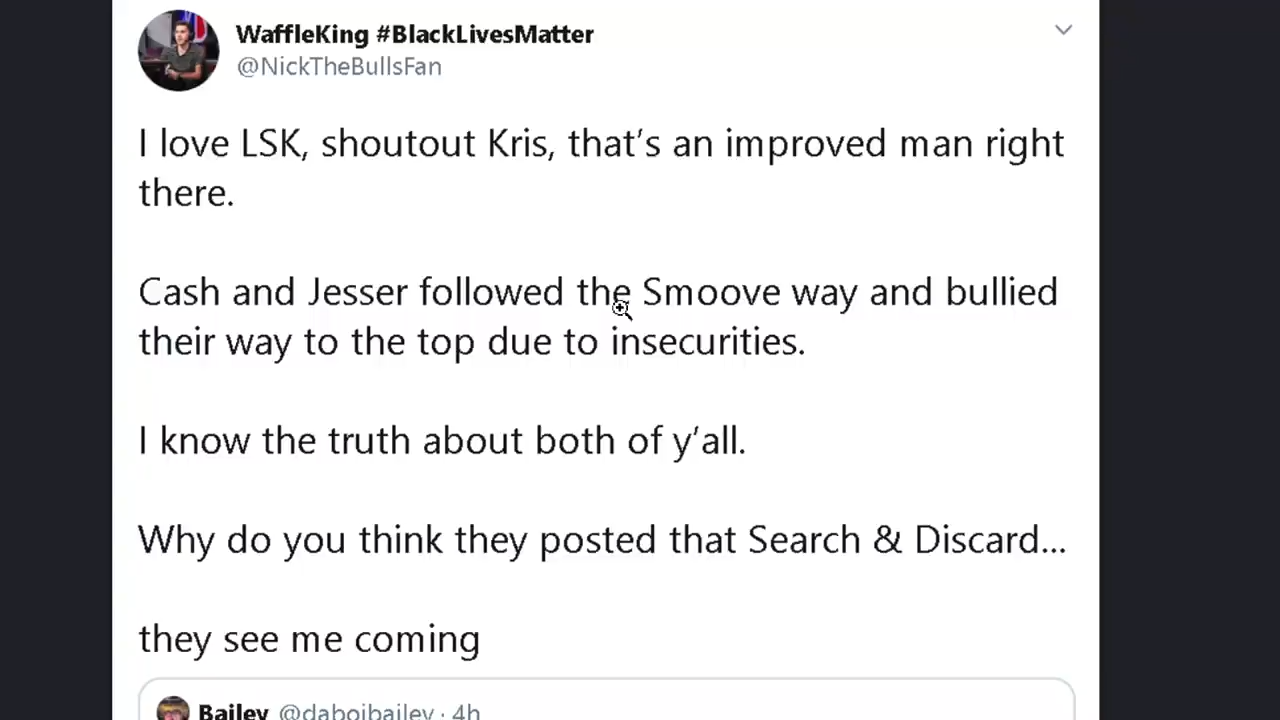 WaffleKing #BlackLivesMatter
@NickTheBullsFan
I love LSK, shoutout Kris, that's an improved man right
there.
Cash and Jesser followed the Smoove way and bullied
their way to the top due to insecurities.
I know the truth about both of y'all.
Why do you think they posted that Search & Discard...
they see me coming
Bailey @daboibailey · 4h